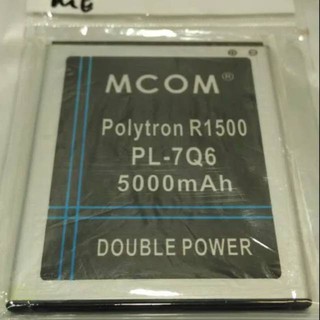 MCOM®
Polytron R1500
PL-7Q6
5000mAh
DOUBLE POWER